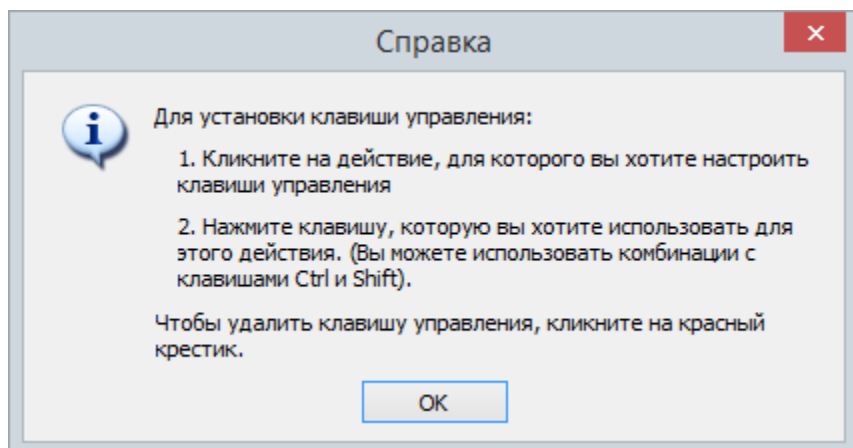 Справка
Для установки клавиши управления:
1. Кликните на действие, для которого вы хотите настроить
клавиши управления
2. Нажмите клавишу, которую вы хотите использовать для
этого действия. (Вы можете использовать комбинации с
клавишами Ctrl и Shift).
Чтобы удалить клавишу управления, кликните на красный
крестик.
OK